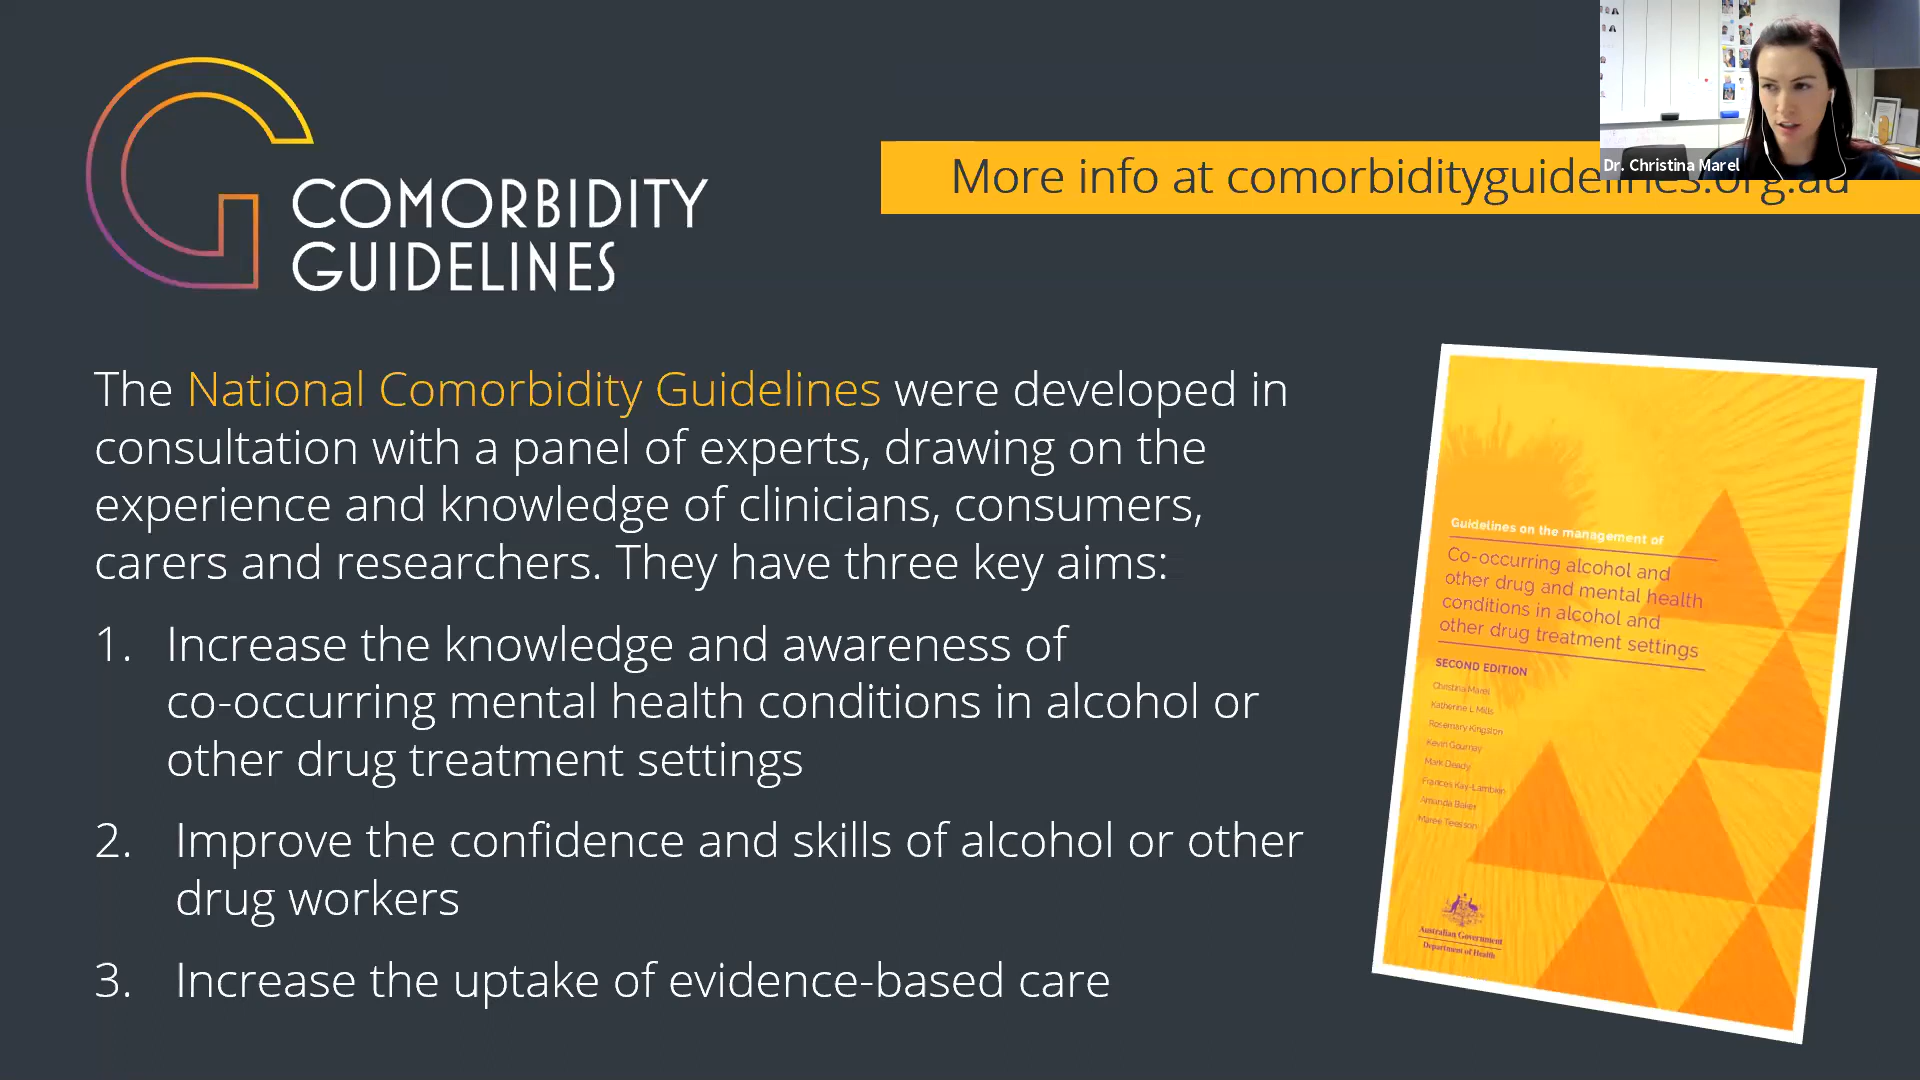 COMORBIDITY
GUIDELINES
More info at comorbidityguidelines.org.au
Dr. Christina Marel
The National Comorbidity Guidelines were developed in
consultation with a panel of experts, drawing on the
experience and knowledge of clinicians, consumers,
carers and researchers. They have three key aims:
1. Increase the knowledge and awareness of
co-occurring mental health conditions in alcohol or
other drug treatment settings
2. Improve the confidence and skills of alcohol or other
drug workers
3. Increase the uptake of evidence-based care
Guidelines on the management of
Co-occurring alcohol and
other drug and mental health
conditions in alcohol and
other drug treatment settings
SECOND EDITION
Christina Marel
Katherine L Mills
Rosemary Kingston
Kevin Gournay
Mark Deady
Frances Kay-Lambkin
Amanda Baker
Maree Teesson
Australian Government
Department of Health